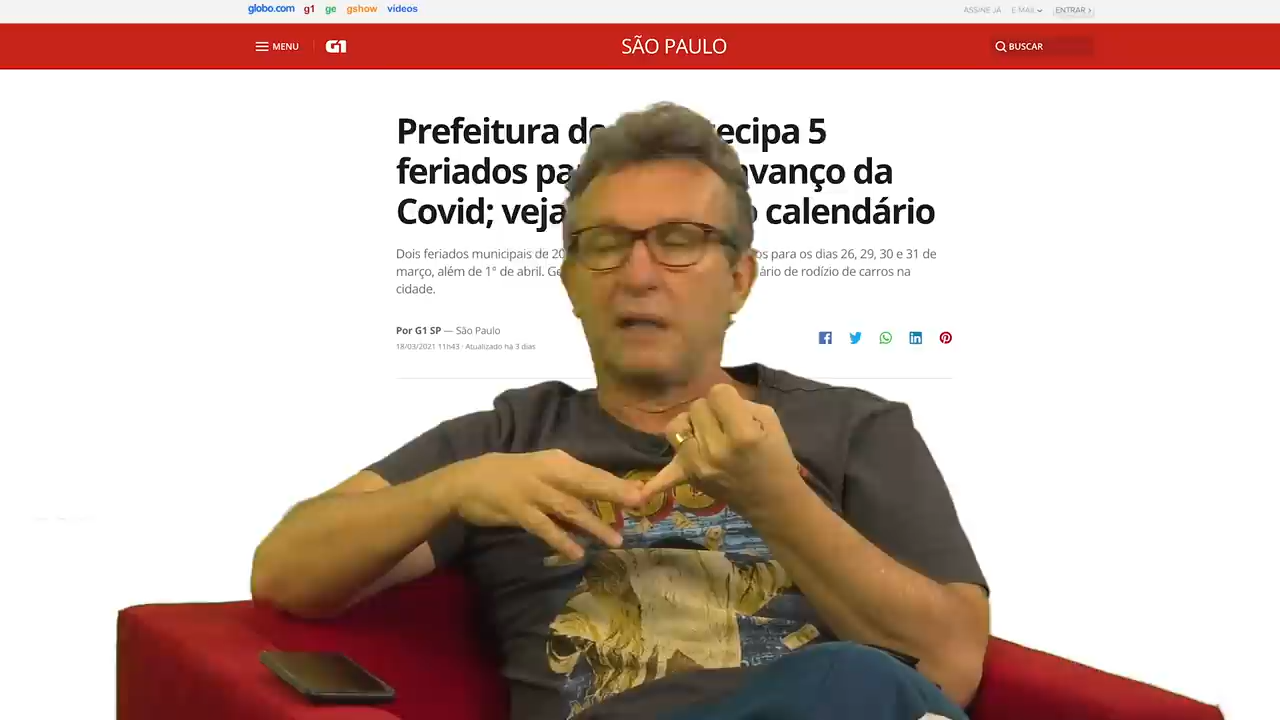 globo.com g1 ge gshow vídeos
ASSINE JÁ E-MAIL ENTRAR ›
MENU G1 SÃO PAULO BUSCAR
Prefeitura de ecipa 5
feriados pa avanço da
Covid; veja o calendário
Dois feriados municipais de 20 os para os dias 26, 29, 30 e 31 de
março, além de 1º de abril. Ge ário de rodízio de carros na
cidade.
Por G1 SP — São Paulo
18/03/2021 11h43 · Atualizado há 3 dias